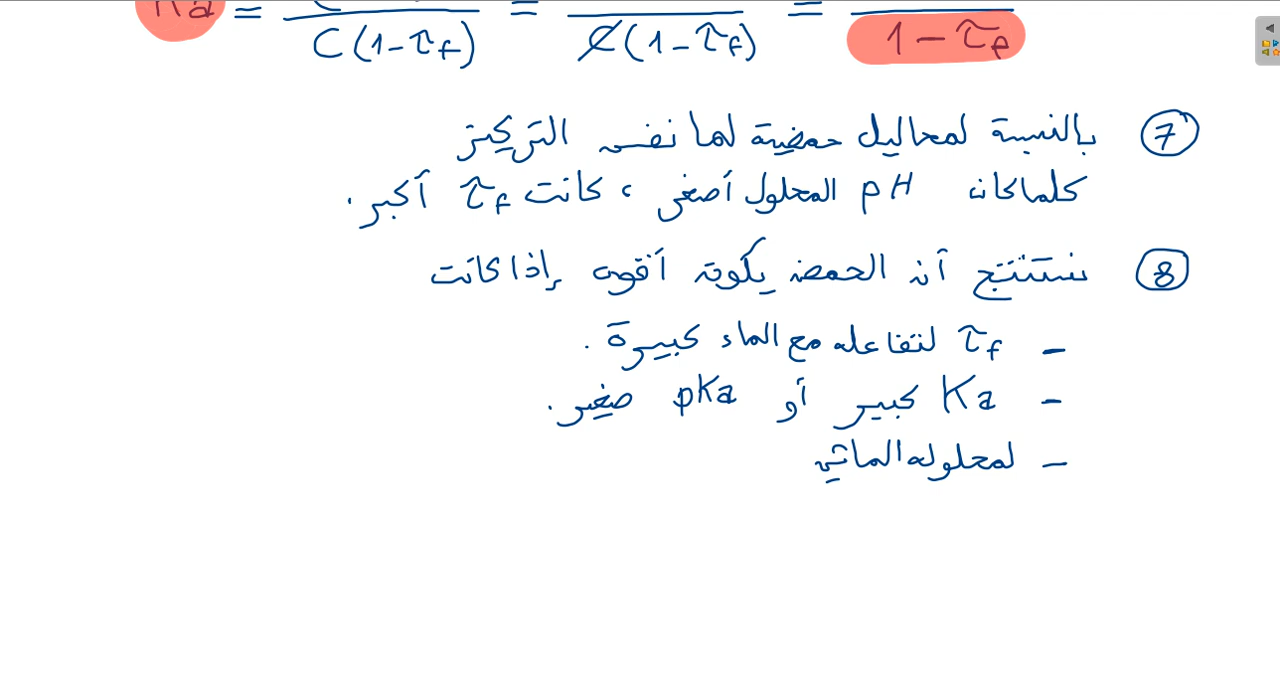 Ka = / C(1-τf) = / C(1-τf) = / 1-τf
7 بالنسبة لمحاليل حمضية لها نفس التركيز
كلما كان pH المحلول أصغر ، كانت τf أكبر.
8 نستنتج أن الحمض يكون أقوى إذا كانت
- τf لتفاعله مع الماء كبيرة.
- Ka كبير أو pKa صغير.
- لمحلوله المائي